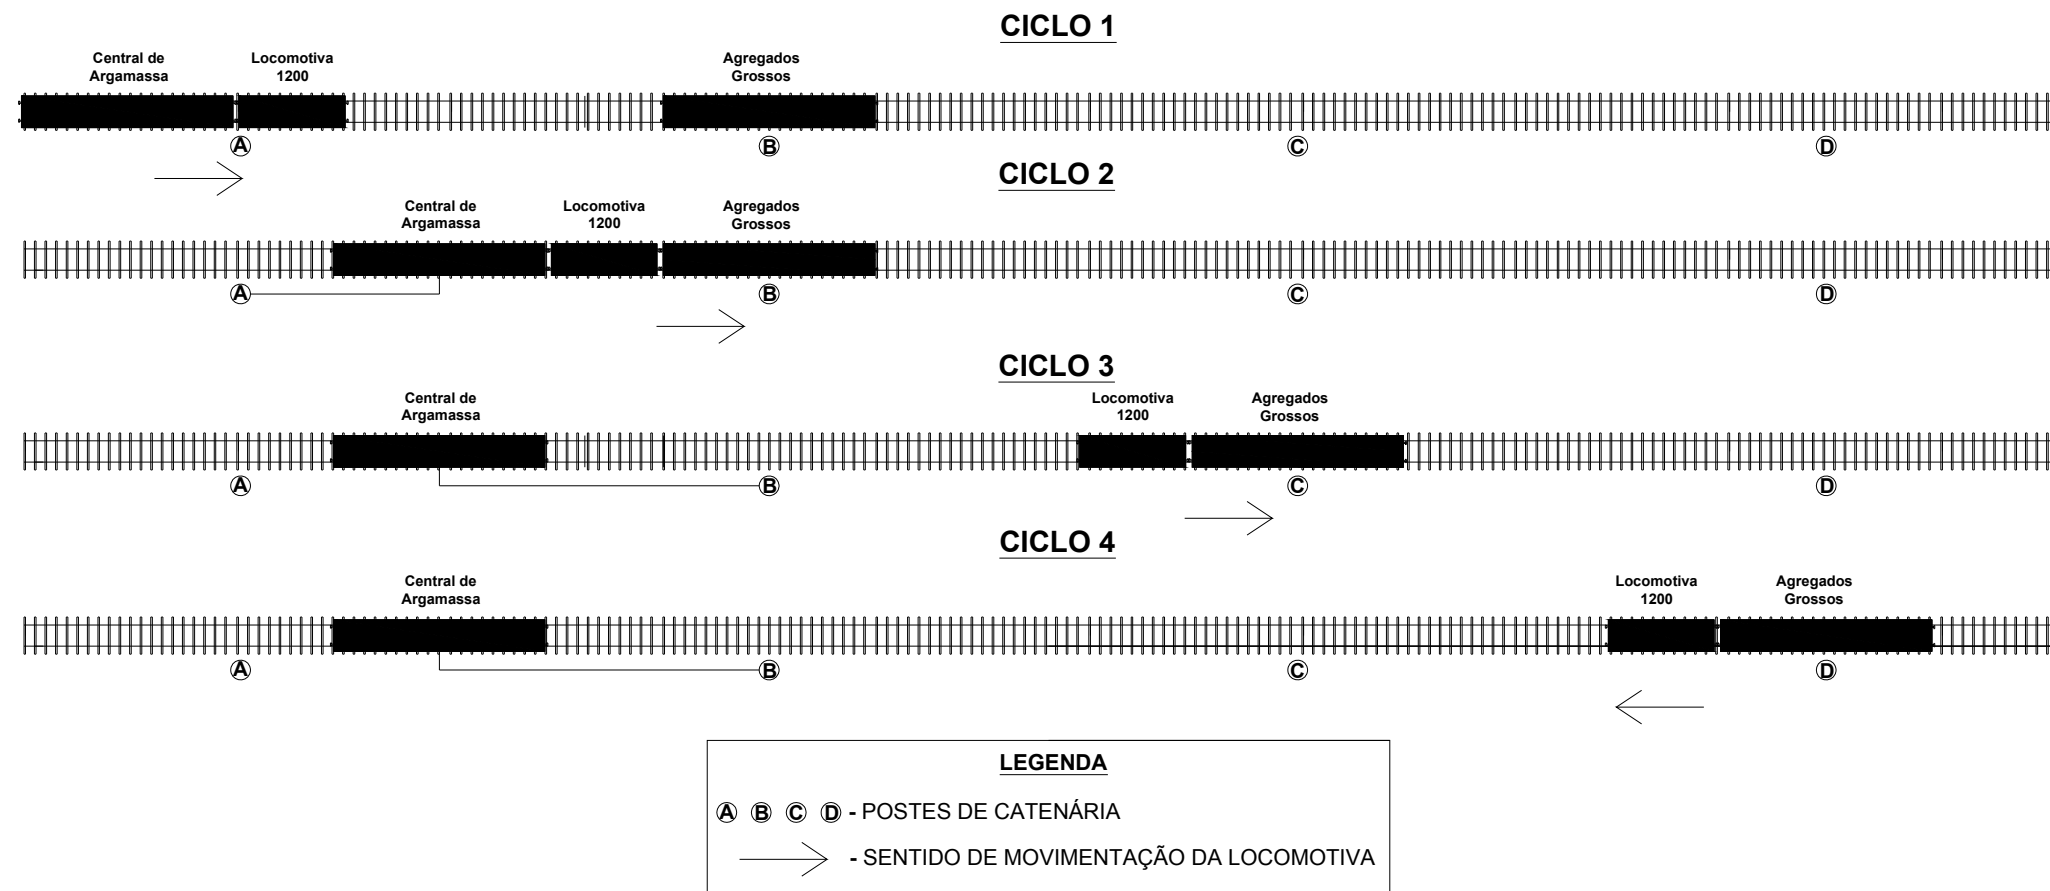 CICLO 1
Central de
Argamassa
Locomotiva
1200
Agregados
Grossos
A
B
C
D
CICLO 2
Central de
Argamassa
Locomotiva
1200
Agregados
Grossos
A
B
C
D
CICLO 3
Central de
Argamassa
Locomotiva
1200
Agregados
Grossos
A
B
C
D
CICLO 4
Central de
Argamassa
Locomotiva
1200
Agregados
Grossos
A
B
C
D
LEGENDA
A B C D - POSTES DE CATENÁRIA
- SENTIDO DE MOVIMENTAÇÃO DA LOCOMOTIVA